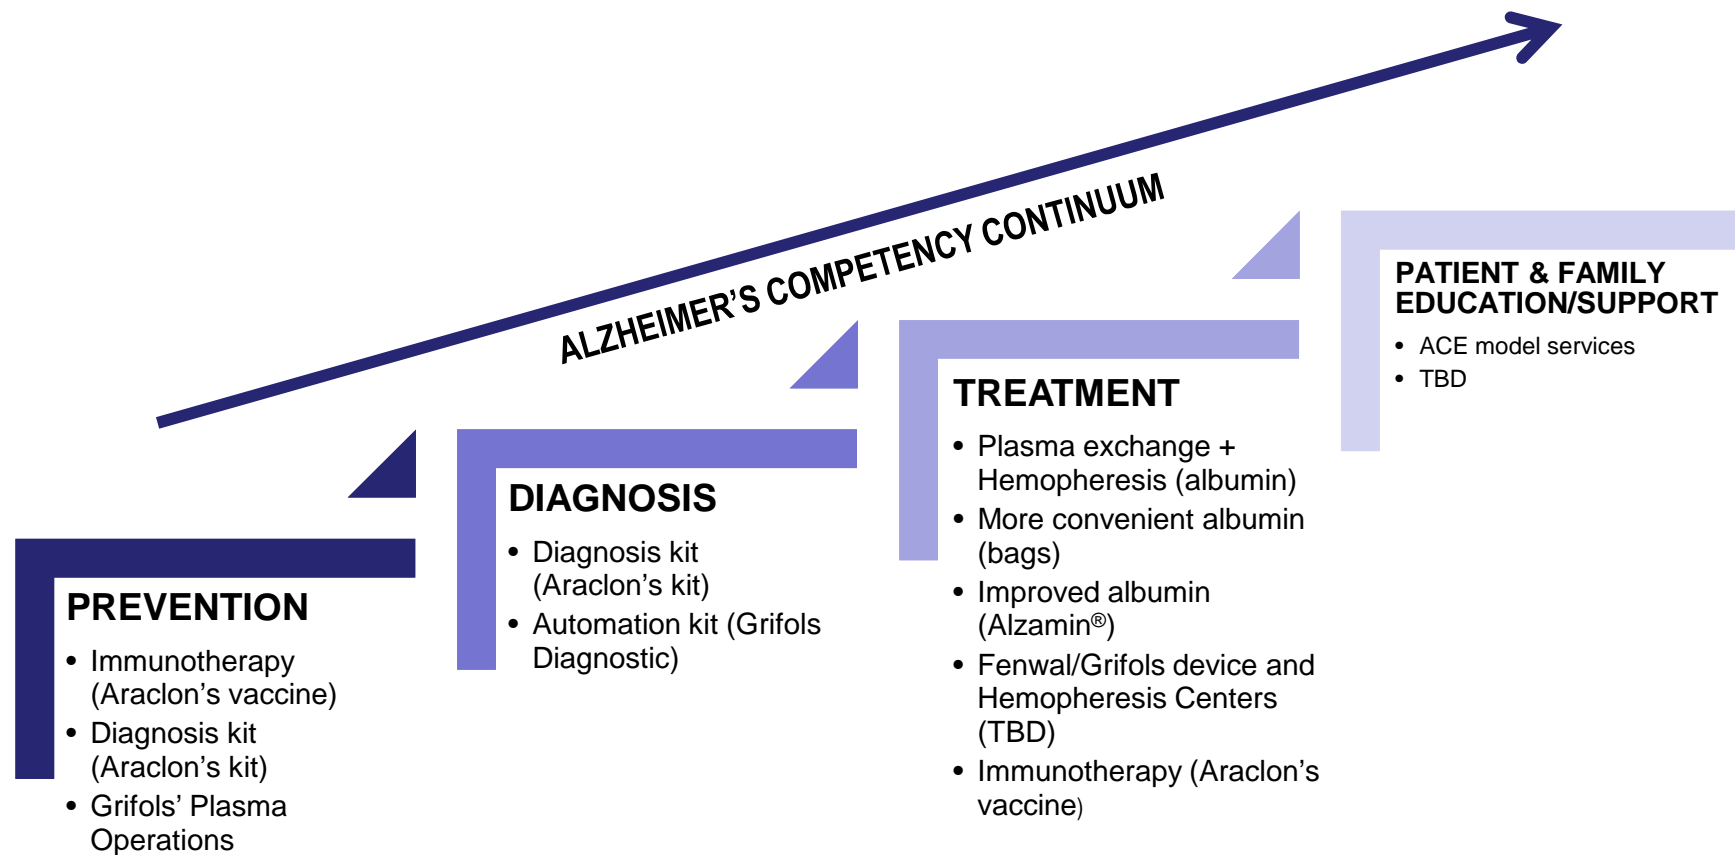 ALZHEIMER’S COMPETENCY CONTINUUM
PREVENTION
• Immunotherapy
(Araclon’s vaccine)
• Diagnosis kit
(Araclon’s kit)
• Grifols’ Plasma
Operations
DIAGNOSIS
• Diagnosis kit
(Araclon’s kit)
• Automation kit (Grifols
Diagnostic)
TREATMENT
• Plasma exchange +
Hemopheresis (albumin)
• More convenient albumin
(bags)
• Improved albumin
(Alzamin®)
• Fenwal/Grifols device and
Hemopheresis Centers
(TBD)
• Immunotherapy (Araclon’s
vaccine)
PATIENT & FAMILY
EDUCATION/SUPPORT
• ACE model services
• TBD